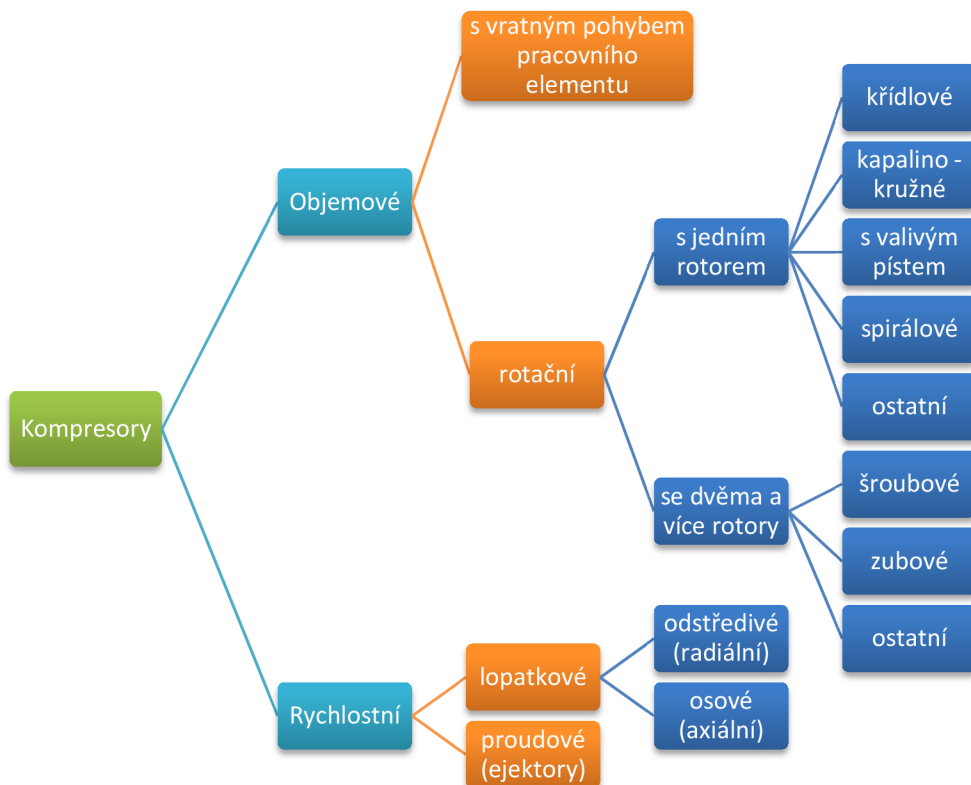 s vratným pohybem
pracovního
elementu
křídlové
kapalino -
kružné
Objemové
s jedním
rotorem
s valivým
pístem
spirálové
rotační
ostatní
Kompresory
šroubové
se dvěma a
více rotory
zubové
odstředivé
(radiální)
ostatní
lopatkové
Rychlostní
osové
(axiální)
proudové
(ejektory)